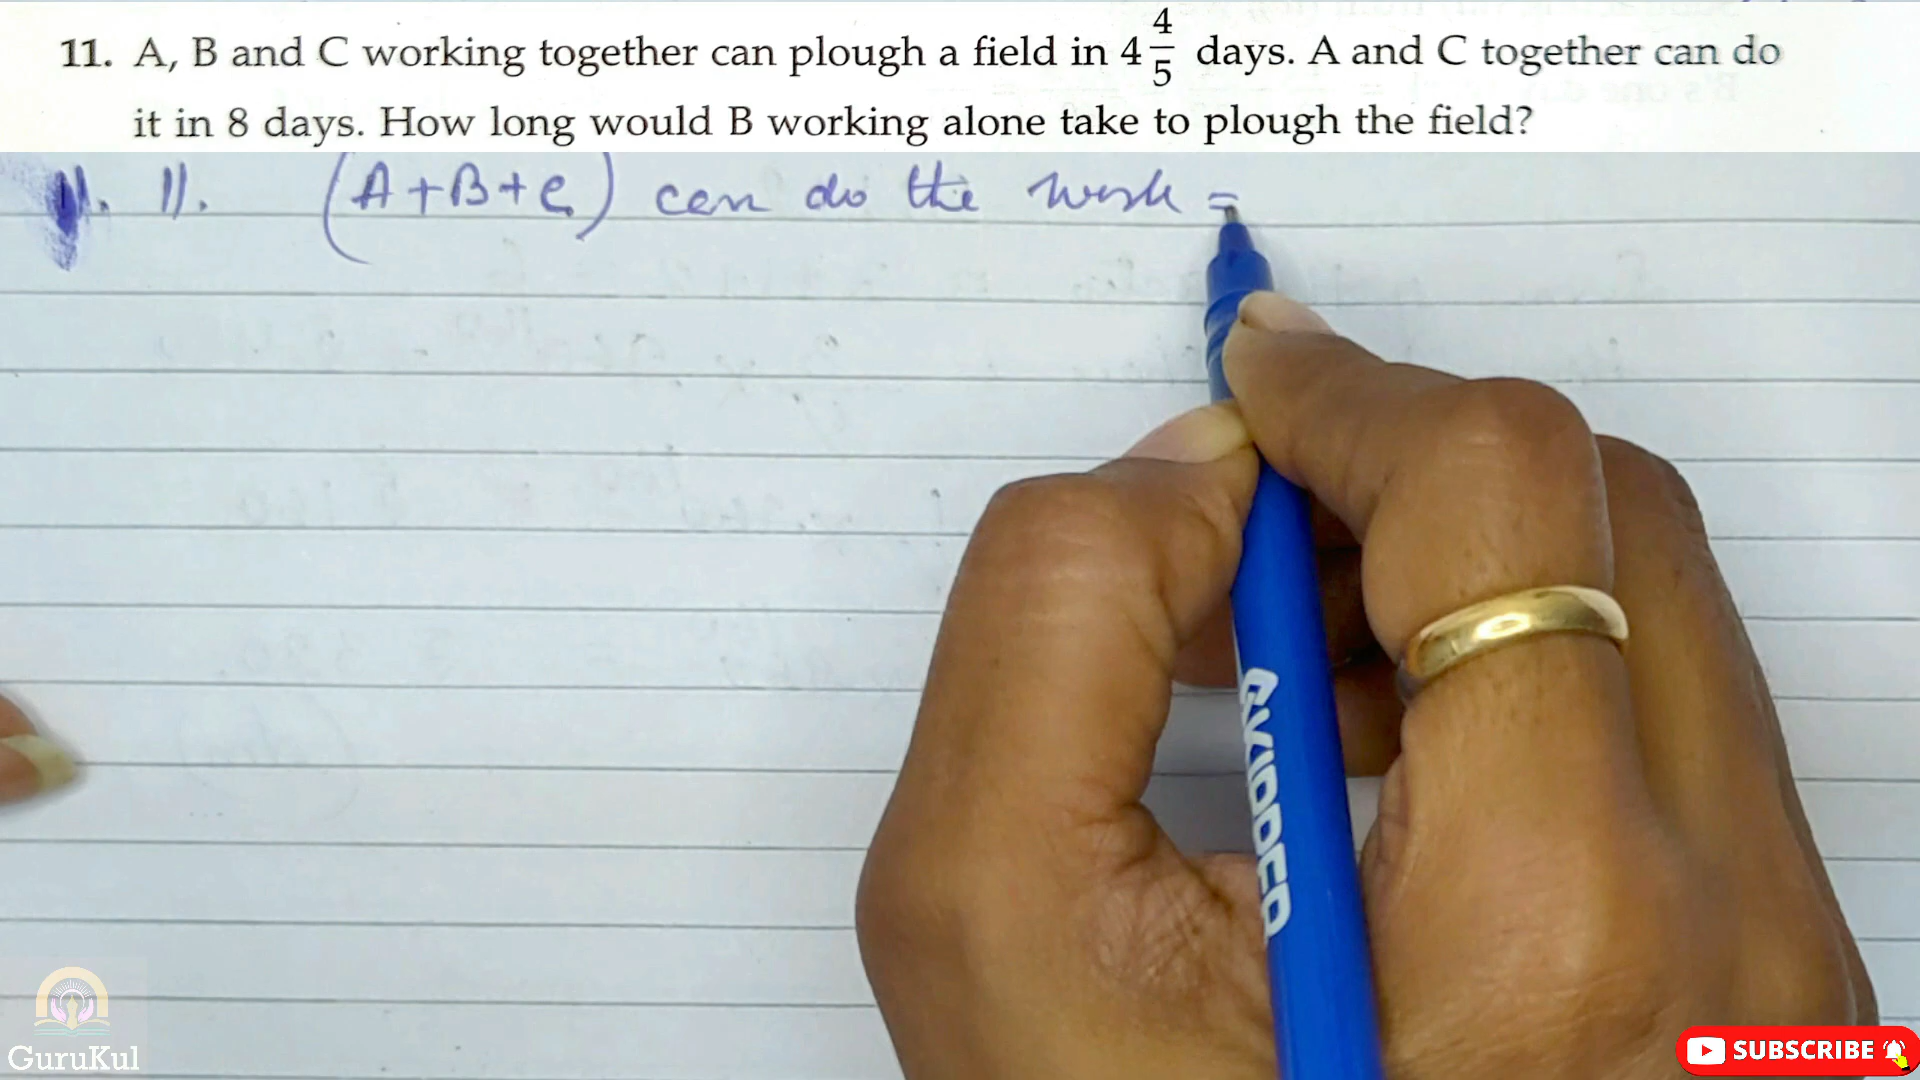 11. A, B and C working together can plough a field in 4 4/5 days. A and C together can do
it in 8 days. How long would B working alone take to plough the field?
11. (A+B+C) can do the work =
GuruKul
SUBSCRIBE